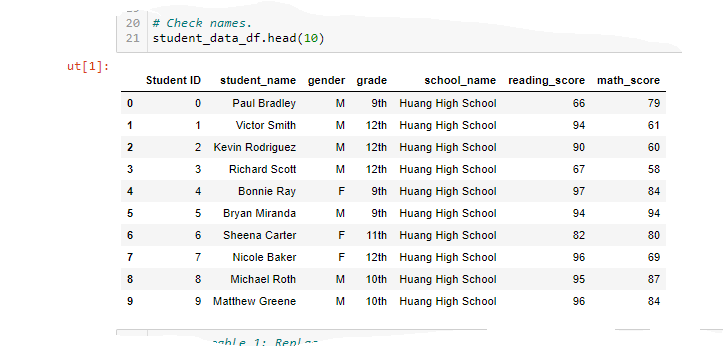 20 # Check names.
21 student_data_df.head(10)
ut[1]:
Student ID student_name gender grade school_name reading_score math_score
0 0 Paul Bradley M 9th Huang High School 66 79
1 1 Victor Smith M 12th Huang High School 94 61
2 2 Kevin Rodriguez M 12th Huang High School 90 60
3 3 Richard Scott M 12th Huang High School 67 58
4 4 Bonnie Ray F 9th Huang High School 97 84
5 5 Bryan Miranda M 9th Huang High School 94 94
6 6 Sheena Carter F 11th Huang High School 82 80
7 7 Nicole Baker F 12th Huang High School 96 69
8 8 Michael Roth M 10th Huang High School 95 87
9 9 Matthew Greene M 10th Huang High School 96 84
1: